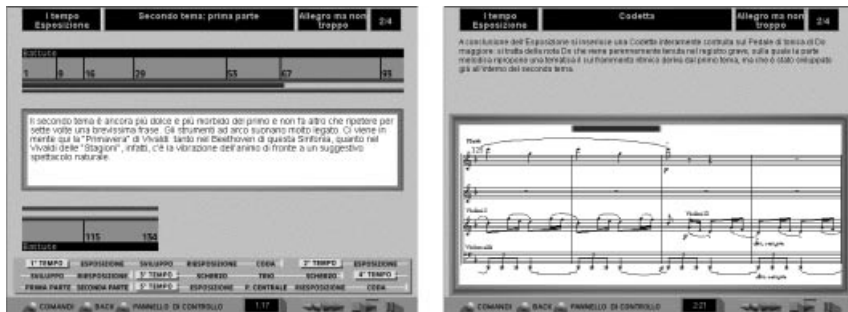 I tempo
Esposizione
Secondo tema: prima parte
Allegro ma non
troppo
2/4
Battute
1 9 16 29 53 67 93
Il secondo tema è ancora più dolce e più morbido del primo e non fa altro che ripetere per
sette volte una brevissima frase. Gli strumenti ad arco suonano molto legato. Ci viene in
mente qui la "Primavera" di Vivaldi: tanto nel Beethoven di questa Sinfonia, quanto nel
Vivaldi delle "Stagioni", infatti, c'è la vibrazione dell'animo di fronte a un suggestivo
spettacolo naturale.
115
Battute
1° TEMPO ESPOSIZIONE SVILUPPO RIESPOSIZIONE CODA 2° TEMPO ESPOSIZIONE
SVILUPPO RIESPOSIZIONE 3° TEMPO SCHERZO TRIO SCHERZO 4° TEMPO
PRIMA PARTE SECONDA PARTE 5° TEMPO ESPOSIZIONE P. CENTRALE RIESPOSIZIONE CODA
COMANDI BACK PANNELLO DI CONTROLLO 1:17
I tempo
Esposizione
Codetta
Allegro ma non
troppo
2/4
A conclusione dell'Esposizione si inserisce una Codetta interamente costruita sul Pedale di tonica di Do
maggiore: si tratta della nota Do che viene perennemente tenuta nel registro grave, sulla quale la parte
melodica ripropone una tematica il cui frammento ritmico deriva dal primo tema, ma che è stato sviluppato
già all'interno del secondo tema.
Flauti
Violini I
Violini II
p
Violoncelli
COMANDI BACK PANNELLO DI CONTROLLO 2:21